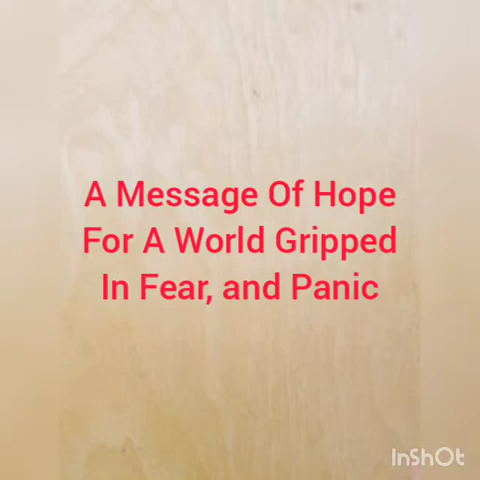 A Message Of Hope
For A World Gripped
In Fear, and Panic
InShOt